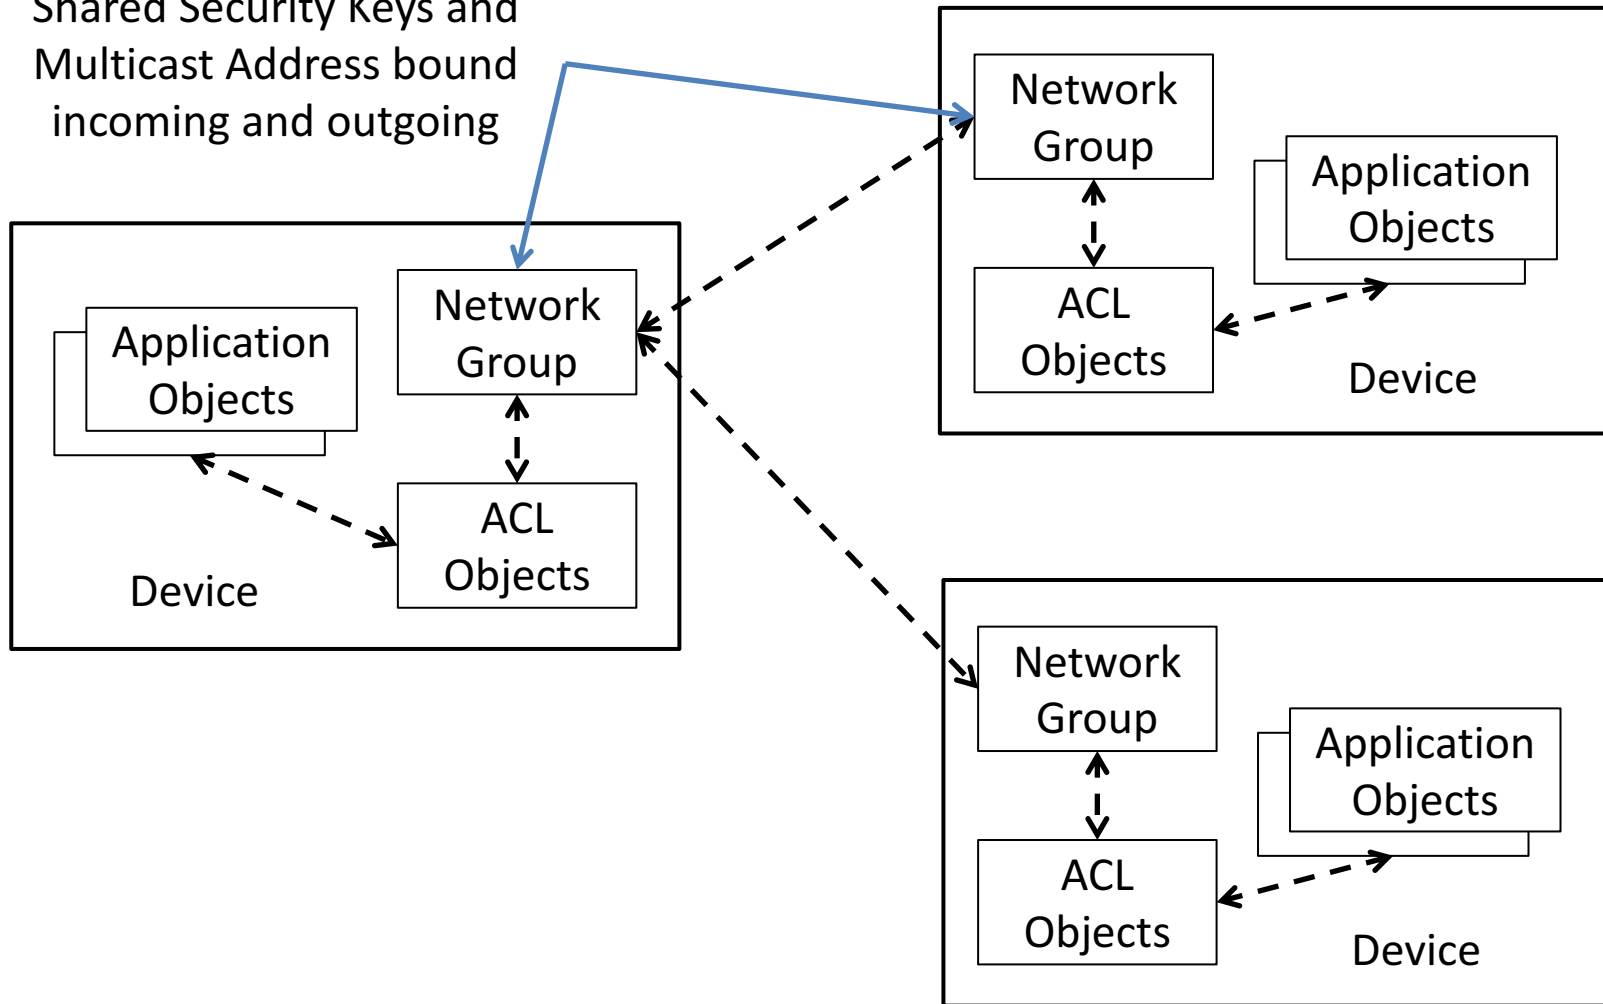 Shared Security Keys and
Multicast Address bound
incoming and outgoing
Network
Group
Application
Objects
ACL
Objects
Device
Network
Group
Application
Objects
ACL
Objects
Device
Network
Group
Application
Objects
ACL
Objects
Device